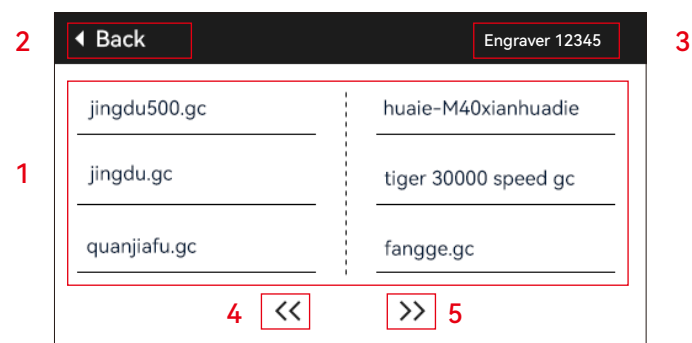 2
Back
Engraver 12345
3
1
jingdu500.gc
huaie-M40xianhuadie
jingdu.gc
tiger 30000 speed gc
quanjiafu.gc
fangge.gc
4
<<
>>
5